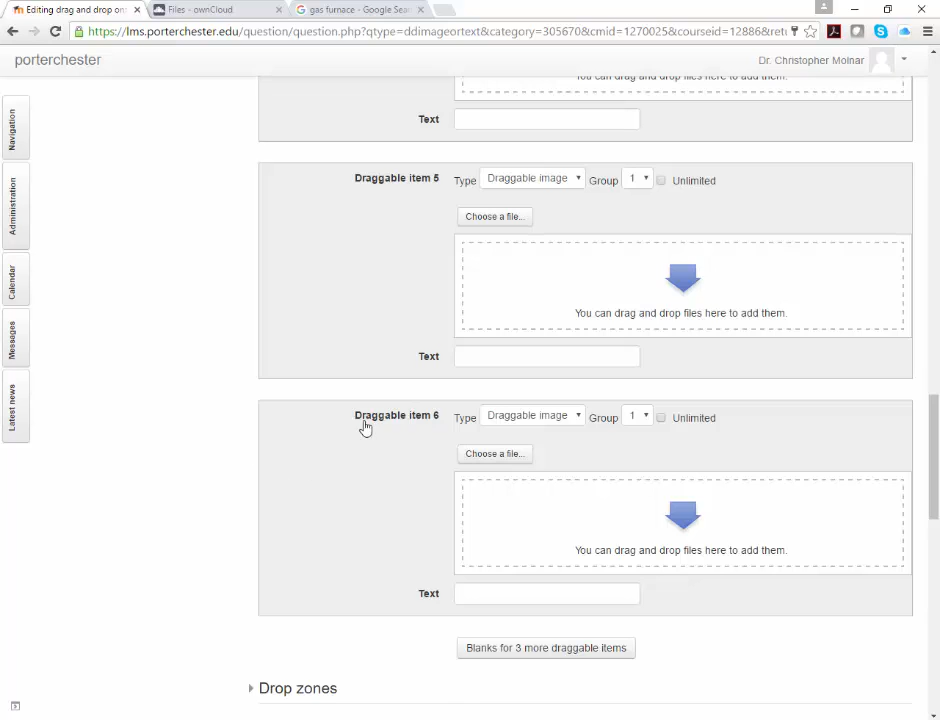 Editing drag and drop on
Files - ownCloud
gas furnace - Google Sear
https://lms.porterchester.edu/question/question.php?qtype=ddimageortext&category=305670&cmid=1270025&courseid=12886&retu
porterchester
Dr. Christopher Molnar
Navigation
Administration
Calendar
Messages
Latest news
You can drag and drop files here to add them.
Text
Draggable item 5
Type Draggable image Group 1 Unlimited
Choose a file...
You can drag and drop files here to add them.
Text
Draggable item 6
Type Draggable image Group 1 Unlimited
Choose a file...
You can drag and drop files here to add them.
Text
Blanks for 3 more draggable items
Drop zones